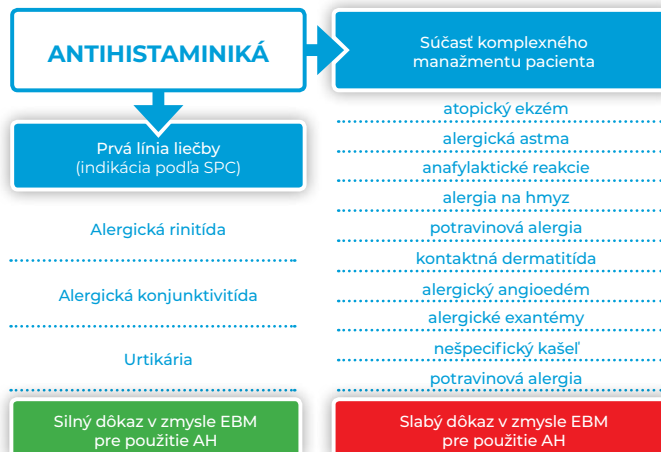 ANTIHISTAMINIKÁ
Prvá línia liečby
(indikácia podľa SPC)
Alergická rinitída
Alergická konjunktivitída
Urtikária
Silný dôkaz v zmysle EBM
pre použitie AH
Súčasť komplexného
manažmentu pacienta
atopický ekzém
alergická astma
anafylaktické reakcie
alergia na hmyz
potravinová alergia
kontaktná dermatitída
alergický angioedém
alergické exantémy
nešpecifický kašeľ
potravinová alergia
Slabý dôkaz v zmysle EBM
pre použitie AH